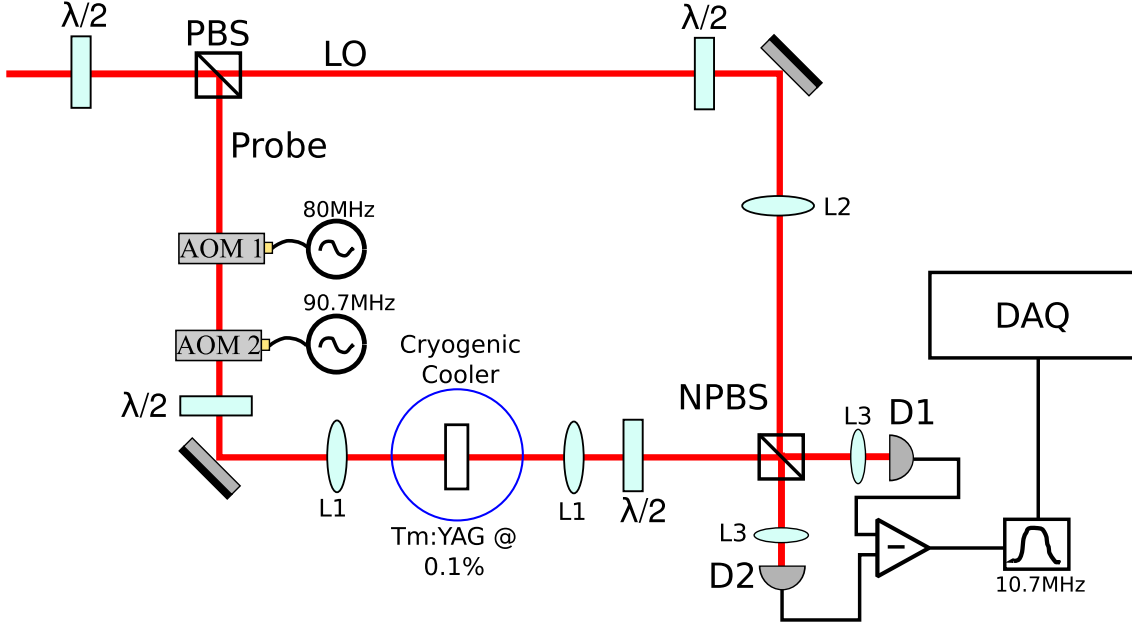 λ/2
PBS
LO
λ/2
Probe
80MHz
AOM 1
L2
90.7MHz
AOM 2
DAQ
Cryogenic
Cooler
λ/2
NPBS
L3
D1
L1
L1
λ/2
Tm:YAG @
0.1%
L3
D2
10.7MHz